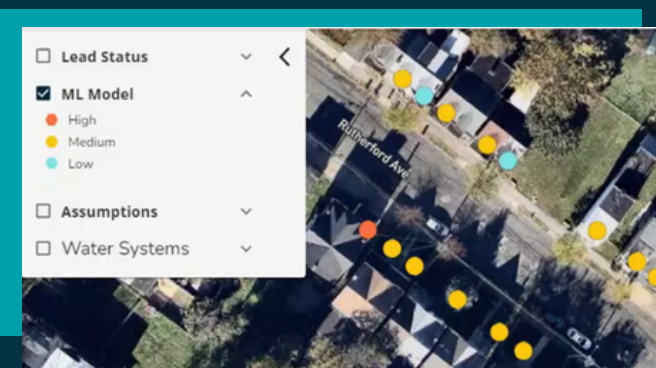 Lead Status
ML Model
High
Medium
Low
Assumptions
Water Systems
Rutherford Ave